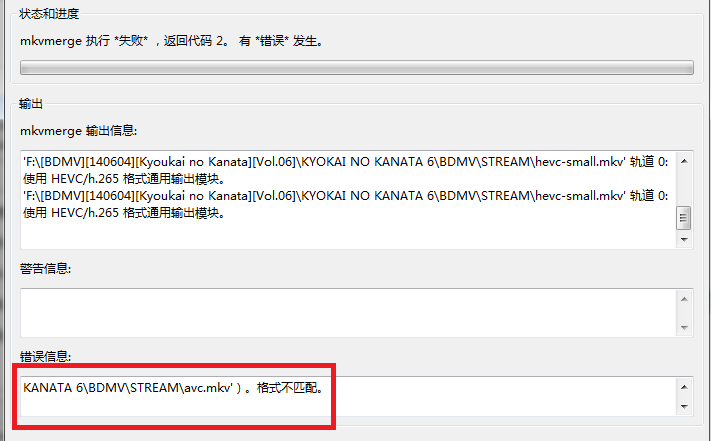 状态和进度
mkvmerge 执行 *失败* ，返回代码 2。 有 *错误* 发生。
输出
mkvmerge 输出信息:
'F:\[BDMV][140604][Kyoukai no Kanata][Vol.06]\KYOKAI NO KANATA 6\BDMV\STREAM\hevc-small.mkv' 轨道 0:
使用 HEVC/h.265 格式通用输出模块。
'F:\[BDMV][140604][Kyoukai no Kanata][Vol.06]\KYOKAI NO KANATA 6\BDMV\STREAM\hevc-small.mkv' 轨道 0:
使用 HEVC/h.265 格式通用输出模块。
警告信息:
错误信息:
KANATA 6\BDMV\STREAM\avc.mkv' ) 。格式不匹配。